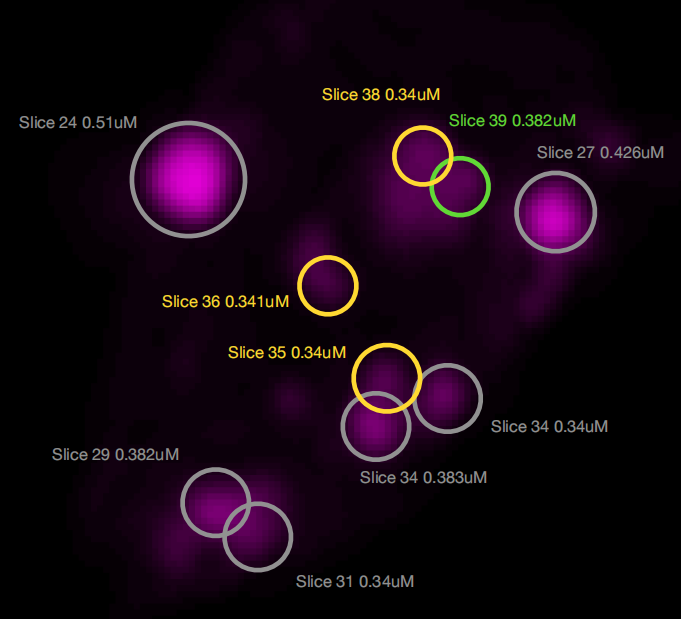 Slice 38 0.34uM
Slice 24 0.51uM
Slice 39 0.382uM
Slice 27 0.426uM
Slice 36 0.341uM
Slice 35 0.34uM
Slice 34 0.34uM
Slice 29 0.382uM
Slice 34 0.383uM
Slice 31 0.34uM